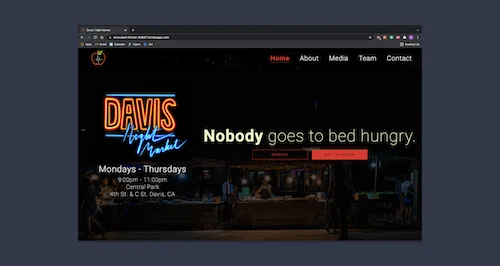 Davis | Night Market
Home About Media Team Contact
DAVIS
Night
Market
Nobody goes to bed hungry.
DONATE GET IN TOUCH
Mondays - Thursdays
9:00pm - 11:00pm
Central Park
4th St. & C St. Davis, CA